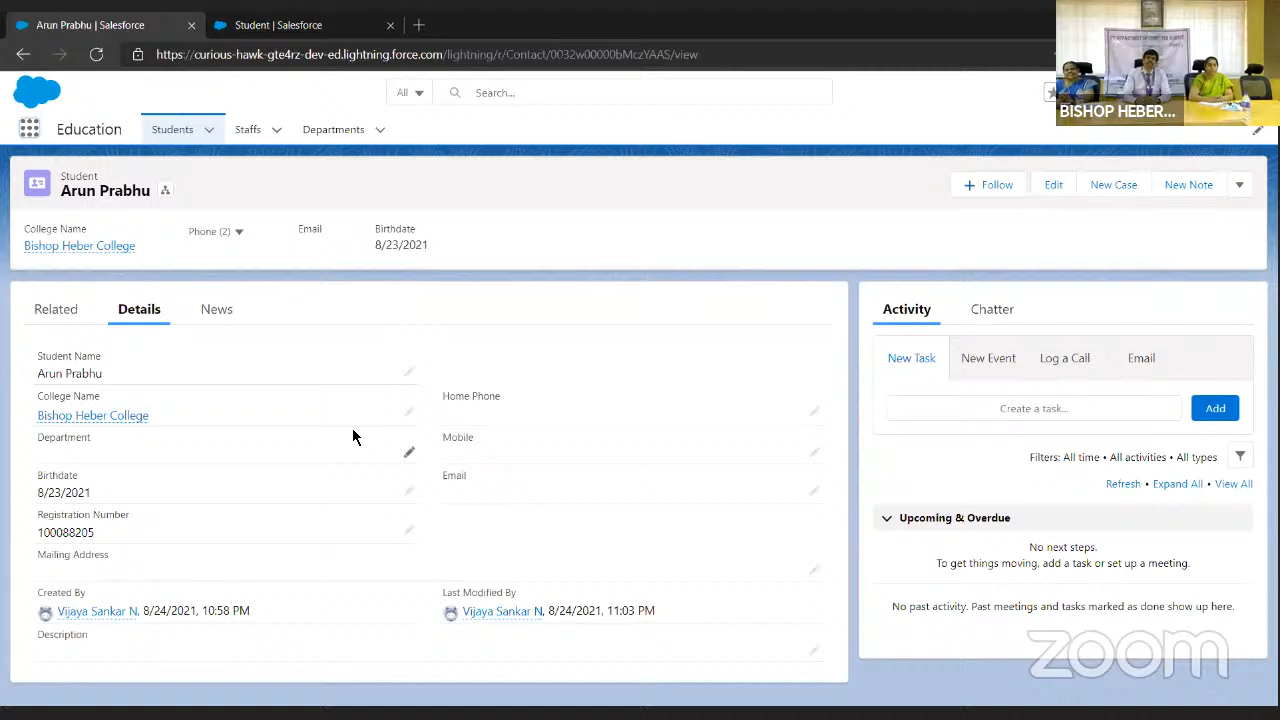 Arun Prabhu | Salesforce
Student | Salesforce
https://curious-hawk-gte4rz-dev-ed.lightning.force.com/
/r/Contact/0032w00000bMczYAAS/view
BISHOP HEBER...
All
Search...
Education
Students
Staffs
Departments
Student
Arun Prabhu
Follow
Edit
New Case
New Note
College Name
Phone (2)
Email
Birthdate
Bishop Heber College
8/23/2021
Related
Details
News
Student Name
Arun Prabhu
College Name
Home Phone
Bishop Heber College
Department
Mobile
Birthdate
Email
8/23/2021
Registration Number
100088205
Mailing Address
Created By
Last Modified By
Vijaya Sankar N, 8/24/2021, 10:58 PM
Vijaya Sankar N, 8/24/2021, 11:03 PM
Description
Activity
Chatter
New Task
New Event
Log a Call
Email
Create a task...
Add
Filters: All time • All activities • All types
Refresh • Expand All • View All
Upcoming & Overdue
No next steps.
To get things moving, add a task or set up a meeting.
No past activity. Past meetings and tasks marked as done show up here.
zoom